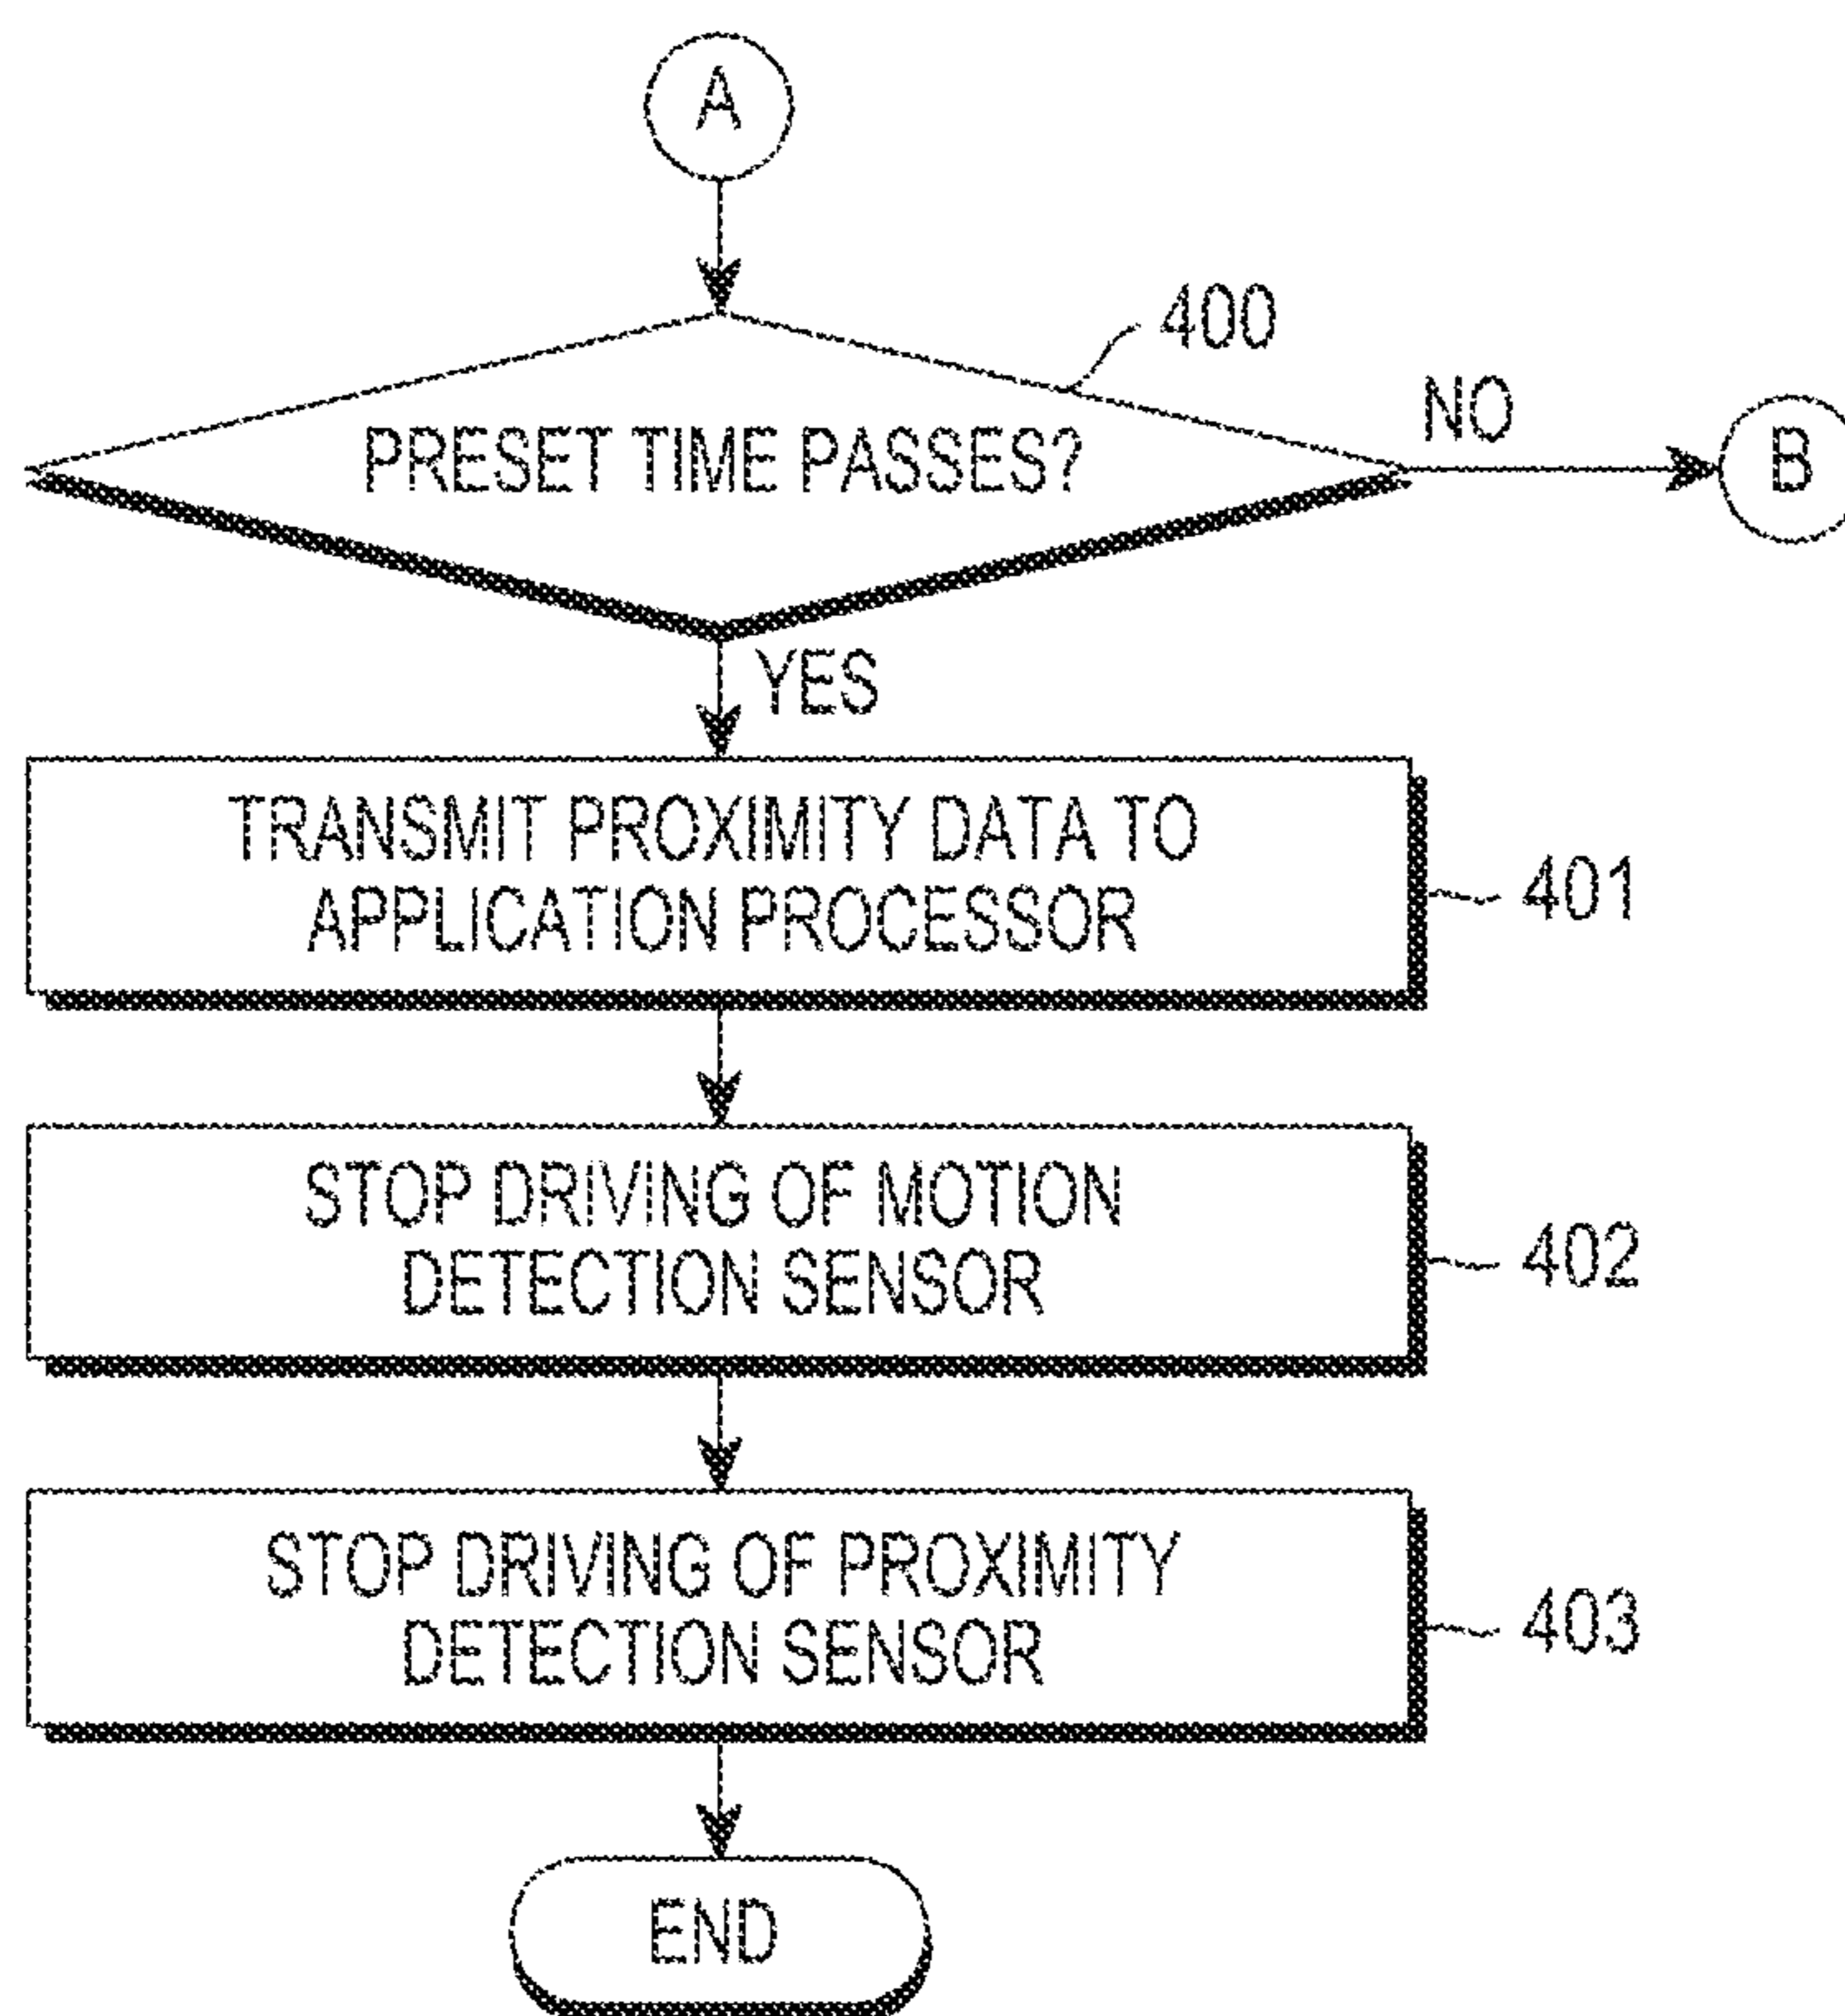 A
400
PRESET TIME PASSES?
NO
B
YES
TRANSMIT PROXIMITY DATA TO
APPLICATION PROCESSOR
401
STOP DRIVING OF MOTION
DETECTION SENSOR
402
STOP DRIVING OF PROXIMITY
DETECTION SENSOR
403
END